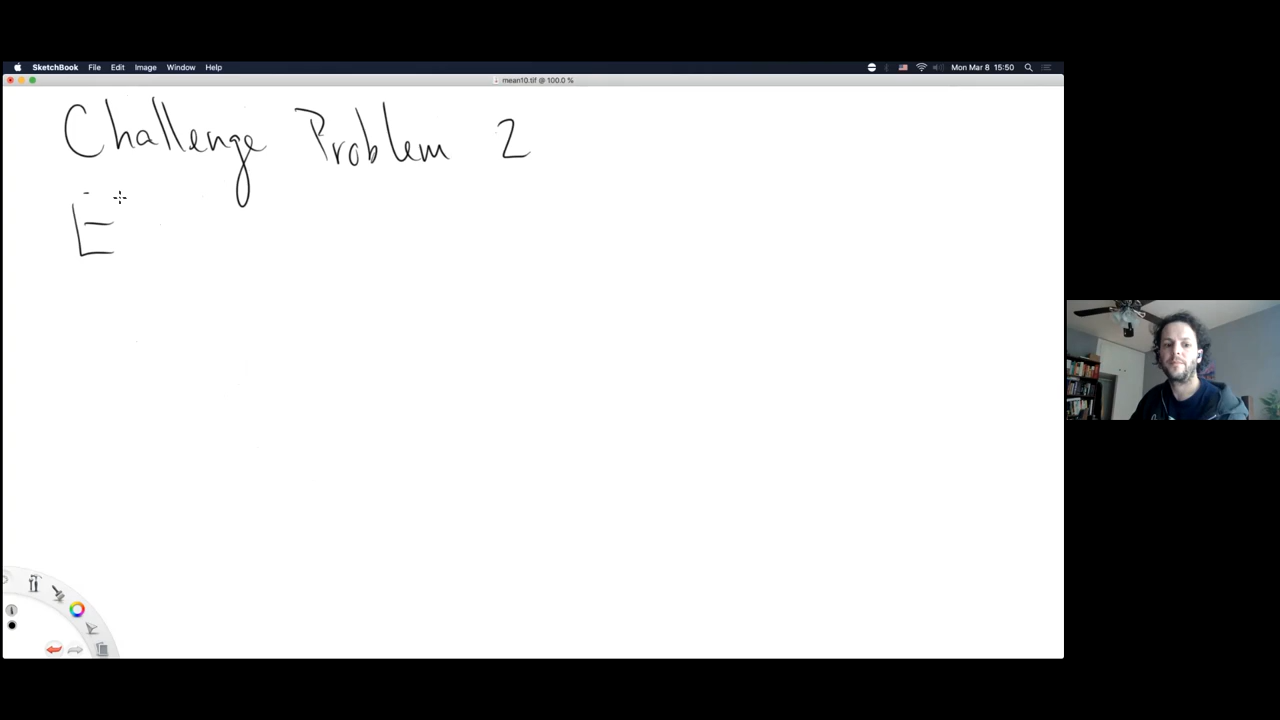 SketchBook File Edit Image Window Help Mon Mar 8 15:50
mean10.tif @ 100.0 %
Challenge Problem 2
E